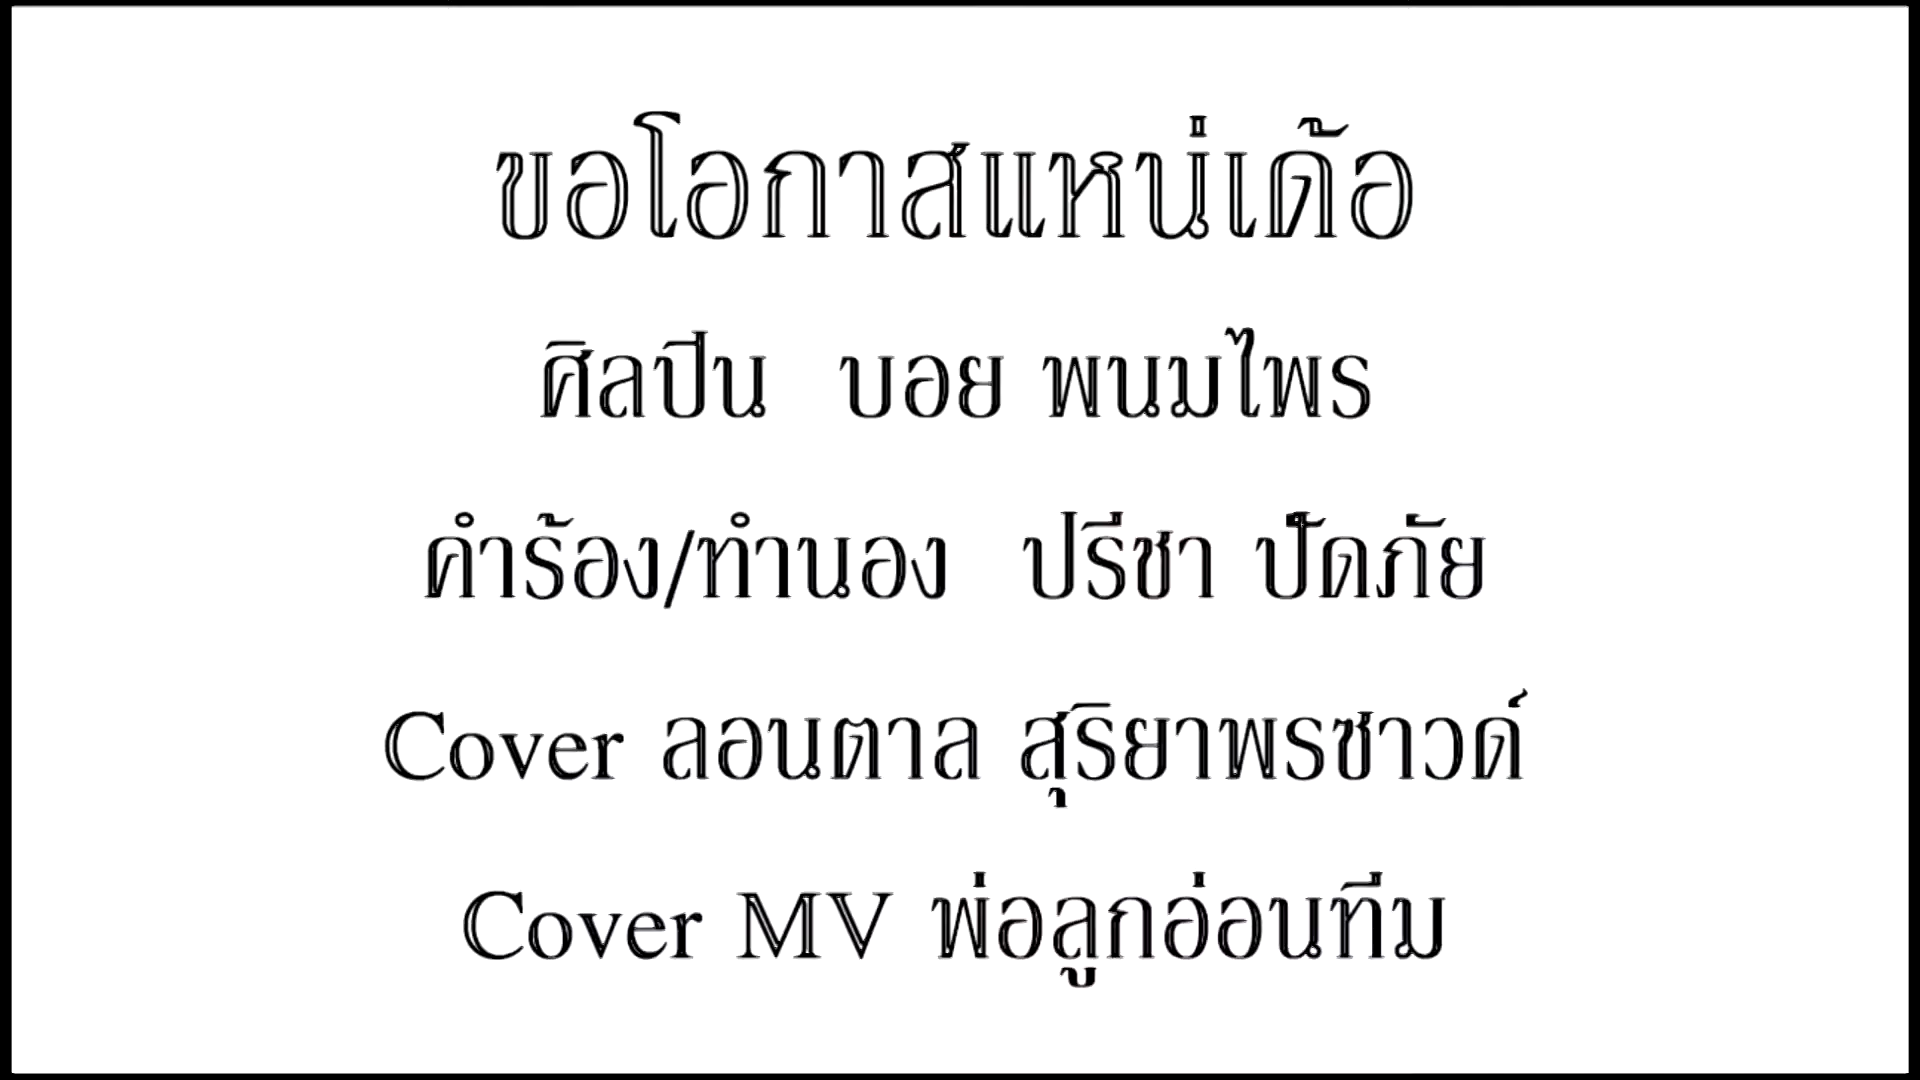 ขอโอกาสแหน่เด้อ
ศิลปิน บอย พนมไพร
คำร้อง/ทำนอง ปรีชา ปัดภัย
Cover ลอนตาล สุริยาพรซาวด์
Cover MV พ่อลูกอ่อนทีม